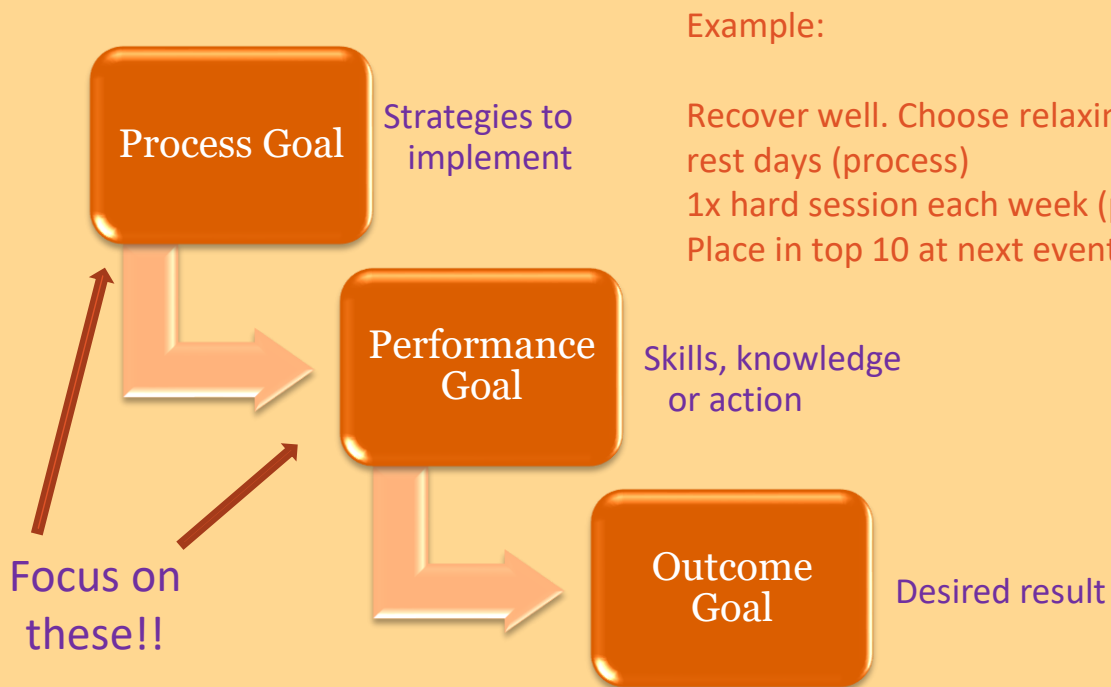 Example:
Recover well. Choose
rest days (process)
1x hard session each week
Place in top 10 at next event
Process Goal
Strategies to
implement
Performance
Goal
Skills, knowledge
or action
Focus on
these!!
Outcome
Goal
Desired result